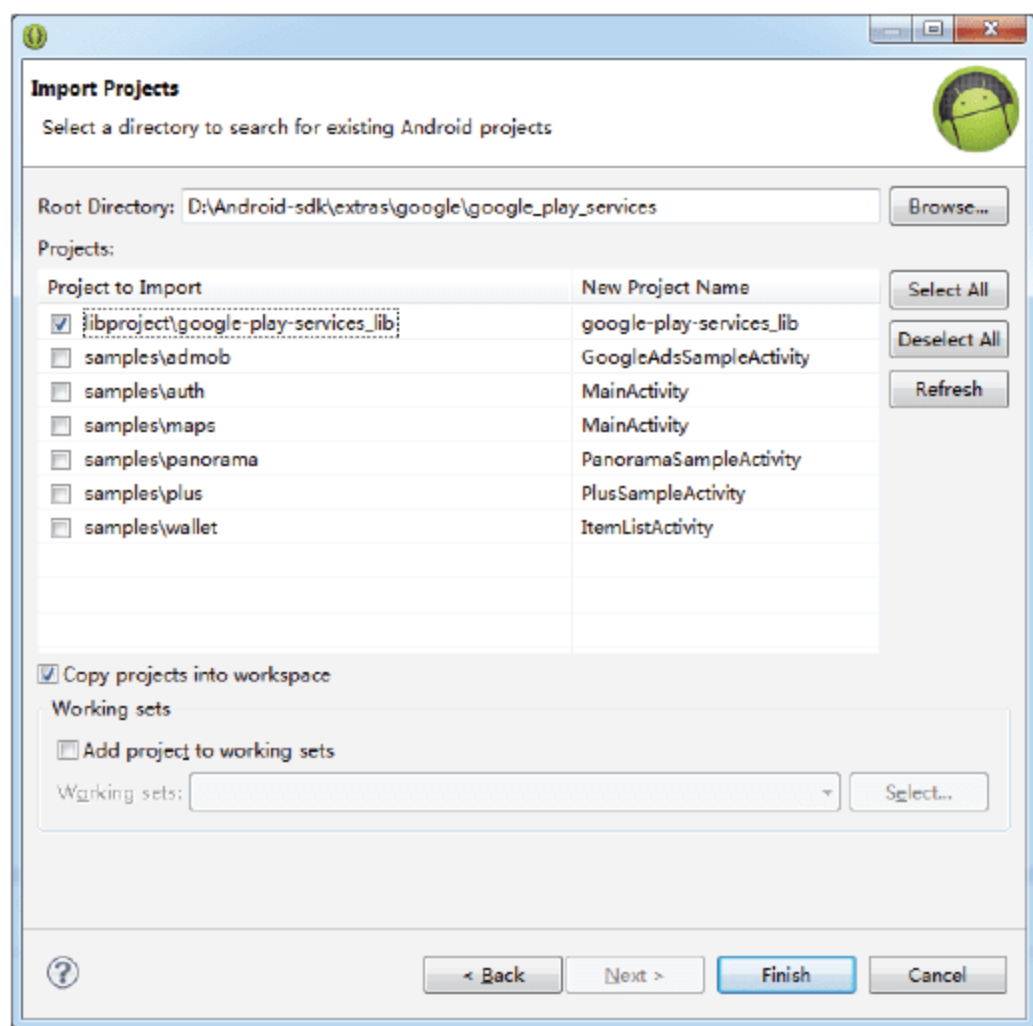 Import Projects
Select a directory to search for existing Android projects
Root Directory: D:\Android-sdk\extras\google\google_play_services Browse...
Projects:
Project to Import New Project Name Select All
libproject\google-play-services_lib google-play-services_lib
samples\admob GoogleAdsSampleActivity Deselect All
samples\auth MainActivity Refresh
samples\maps MainActivity
samples\panorama PanoramaSampleActivity
samples\plus PlusSampleActivity
samples\wallet ItemListActivity
Copy projects into workspace
Working sets
Add project to working sets
Working sets: Select...
< Back Next > Finish Cancel